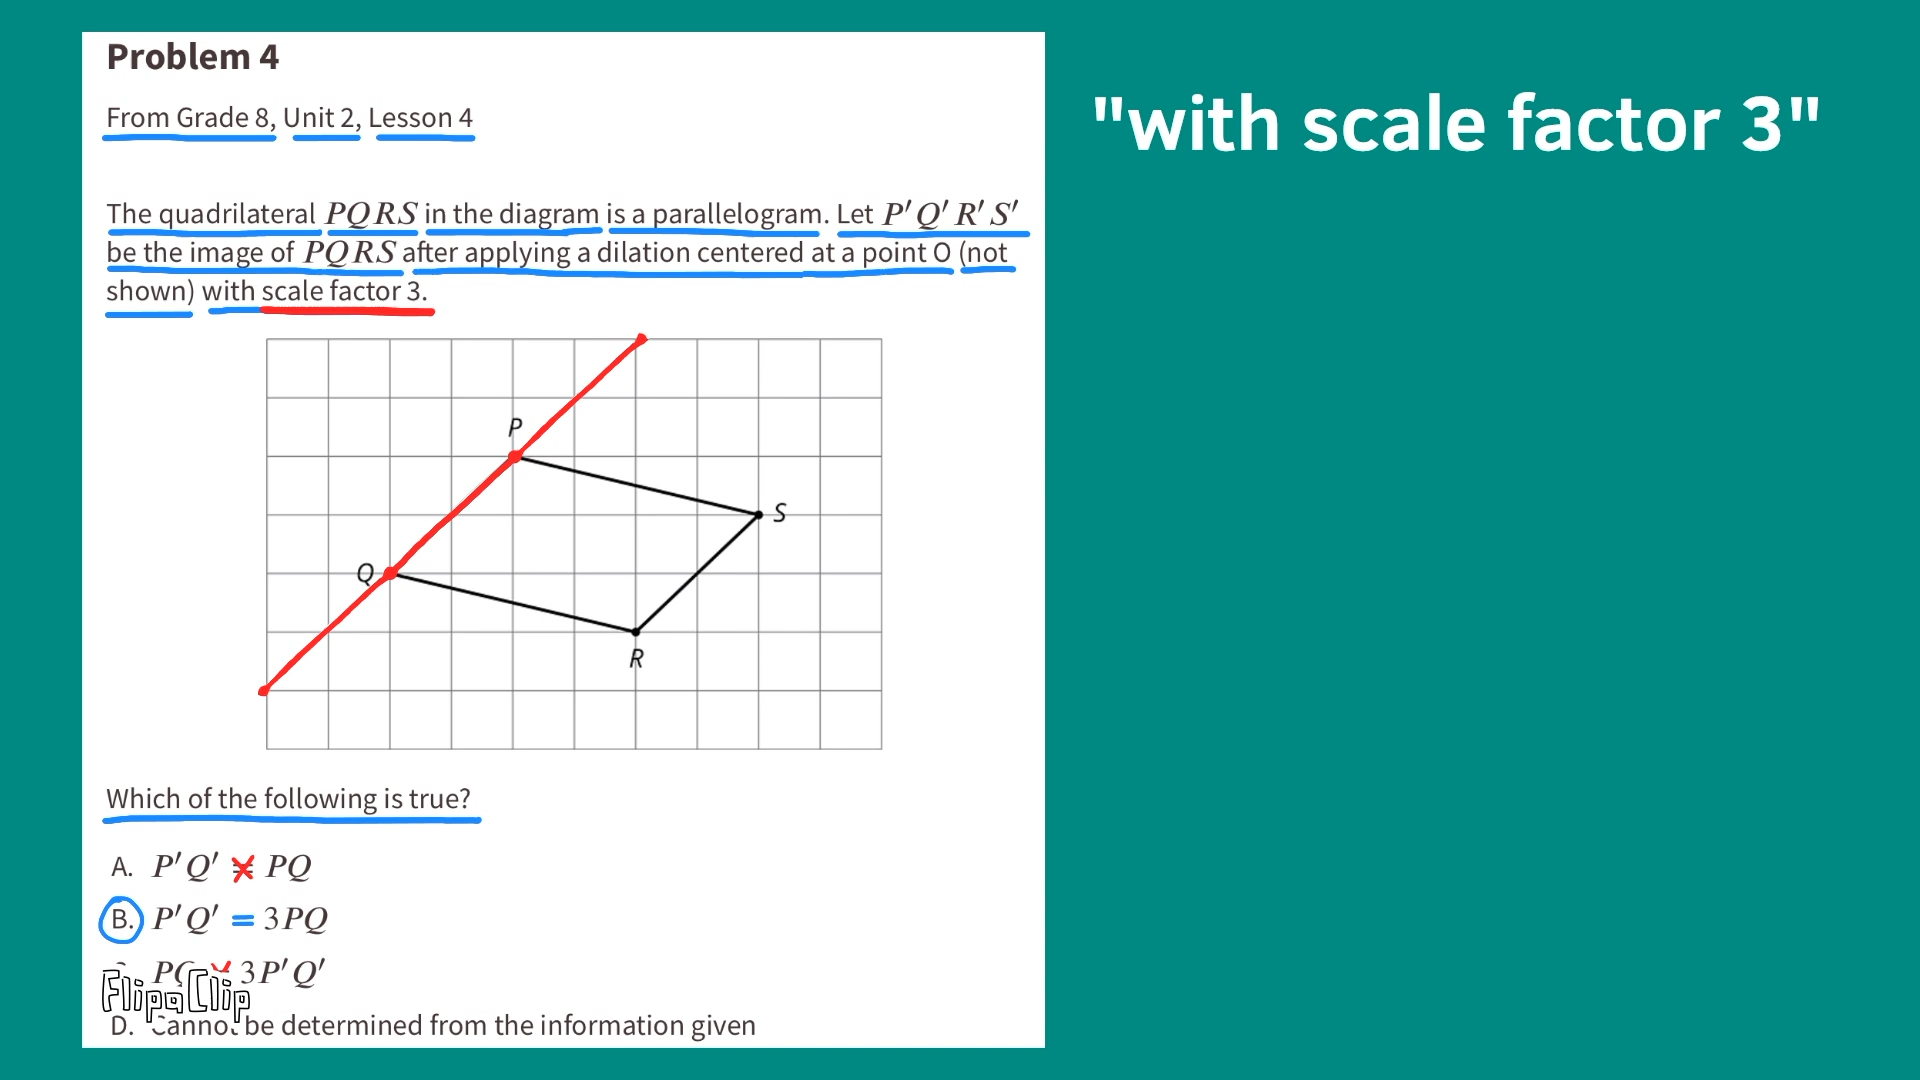 Problem 4
From Grade 8, Unit 2, Lesson 4
"with scale factor 3"
The quadrilateral PQRS in the diagram is a parallelogram. Let P′Q′R′S′
be the image of PQRS after applying a dilation centered at a point O (not
shown) with scale factor 3.
P
S
Q
R
Which of the following is true?
A. P′Q′ = PQ
B. P′Q′ = 3PQ
3P′Q′
FlipaClip
D. Cannot be determined from the information given